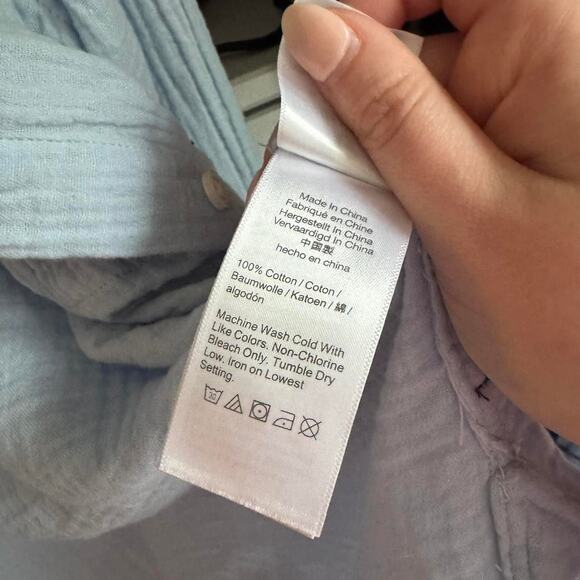 Made in China
Fabriqué en Chine
Hergestellt in China
Vervaardigd In China
中国製
hecho en china
100% Cotton / Coton /
Baumwolle / Katoen / 綿 /
algodón
Machine Wash Cold With
Like Colors. Non-Chlorine
Bleach Only. Tumble Dry
Low. Iron on Lowest
Setting.
30